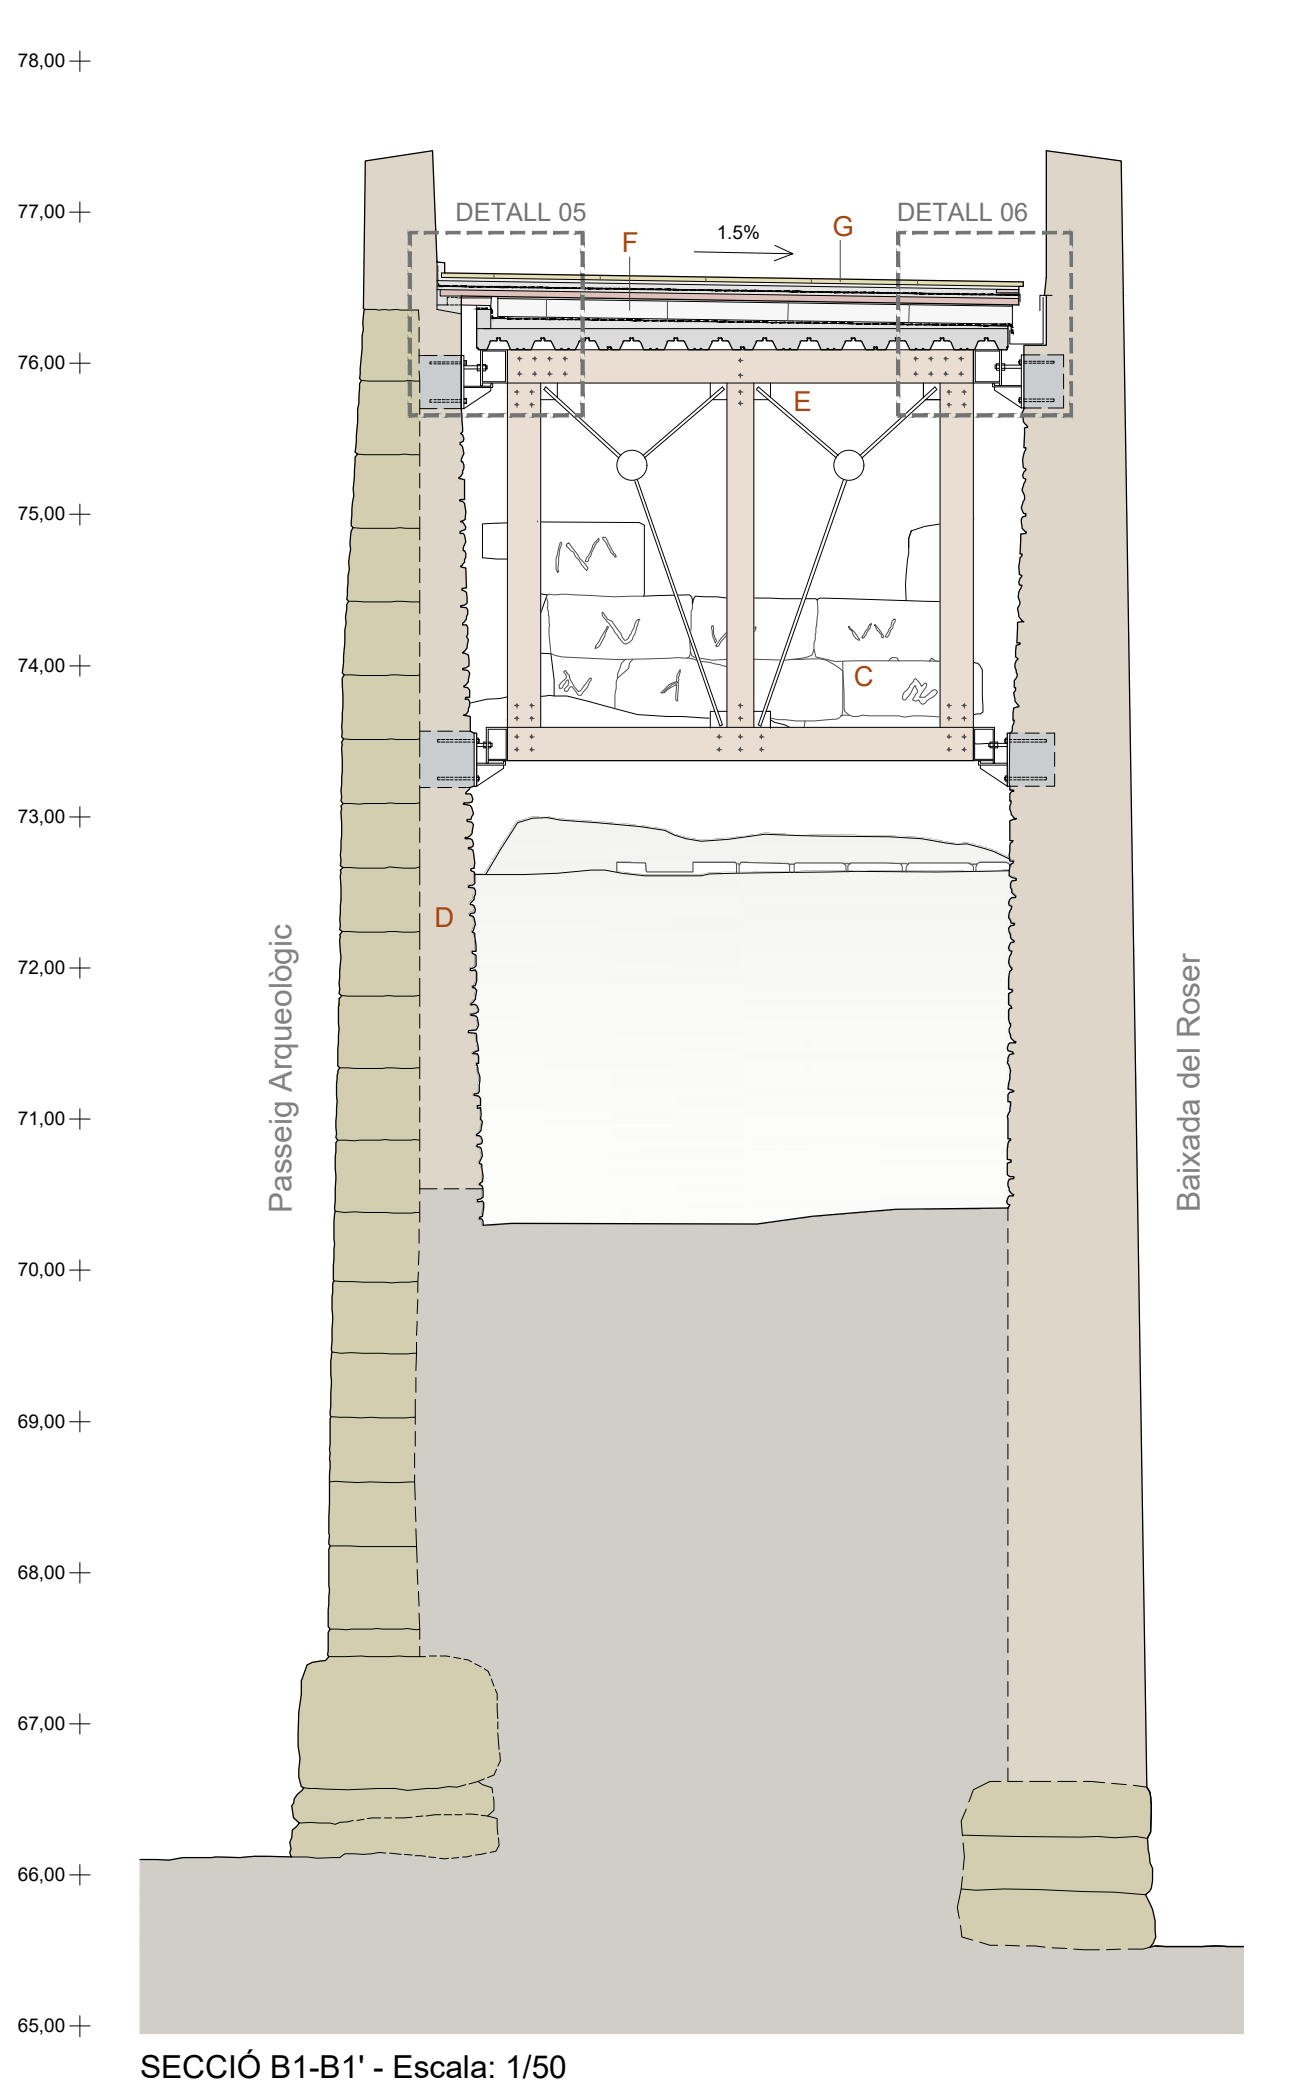 78,00
77,00
DETALL 05
DETALL 06
F
1.5%
G
76,00
E
75,00
74,00
C
73,00
D
72,00
Passeig Arqueològic
Baixada del Roser
71,00
70,00
69,00
68,00
67,00
66,00
65,00
SECCIÓ B1-B1' - Escala: 1/50